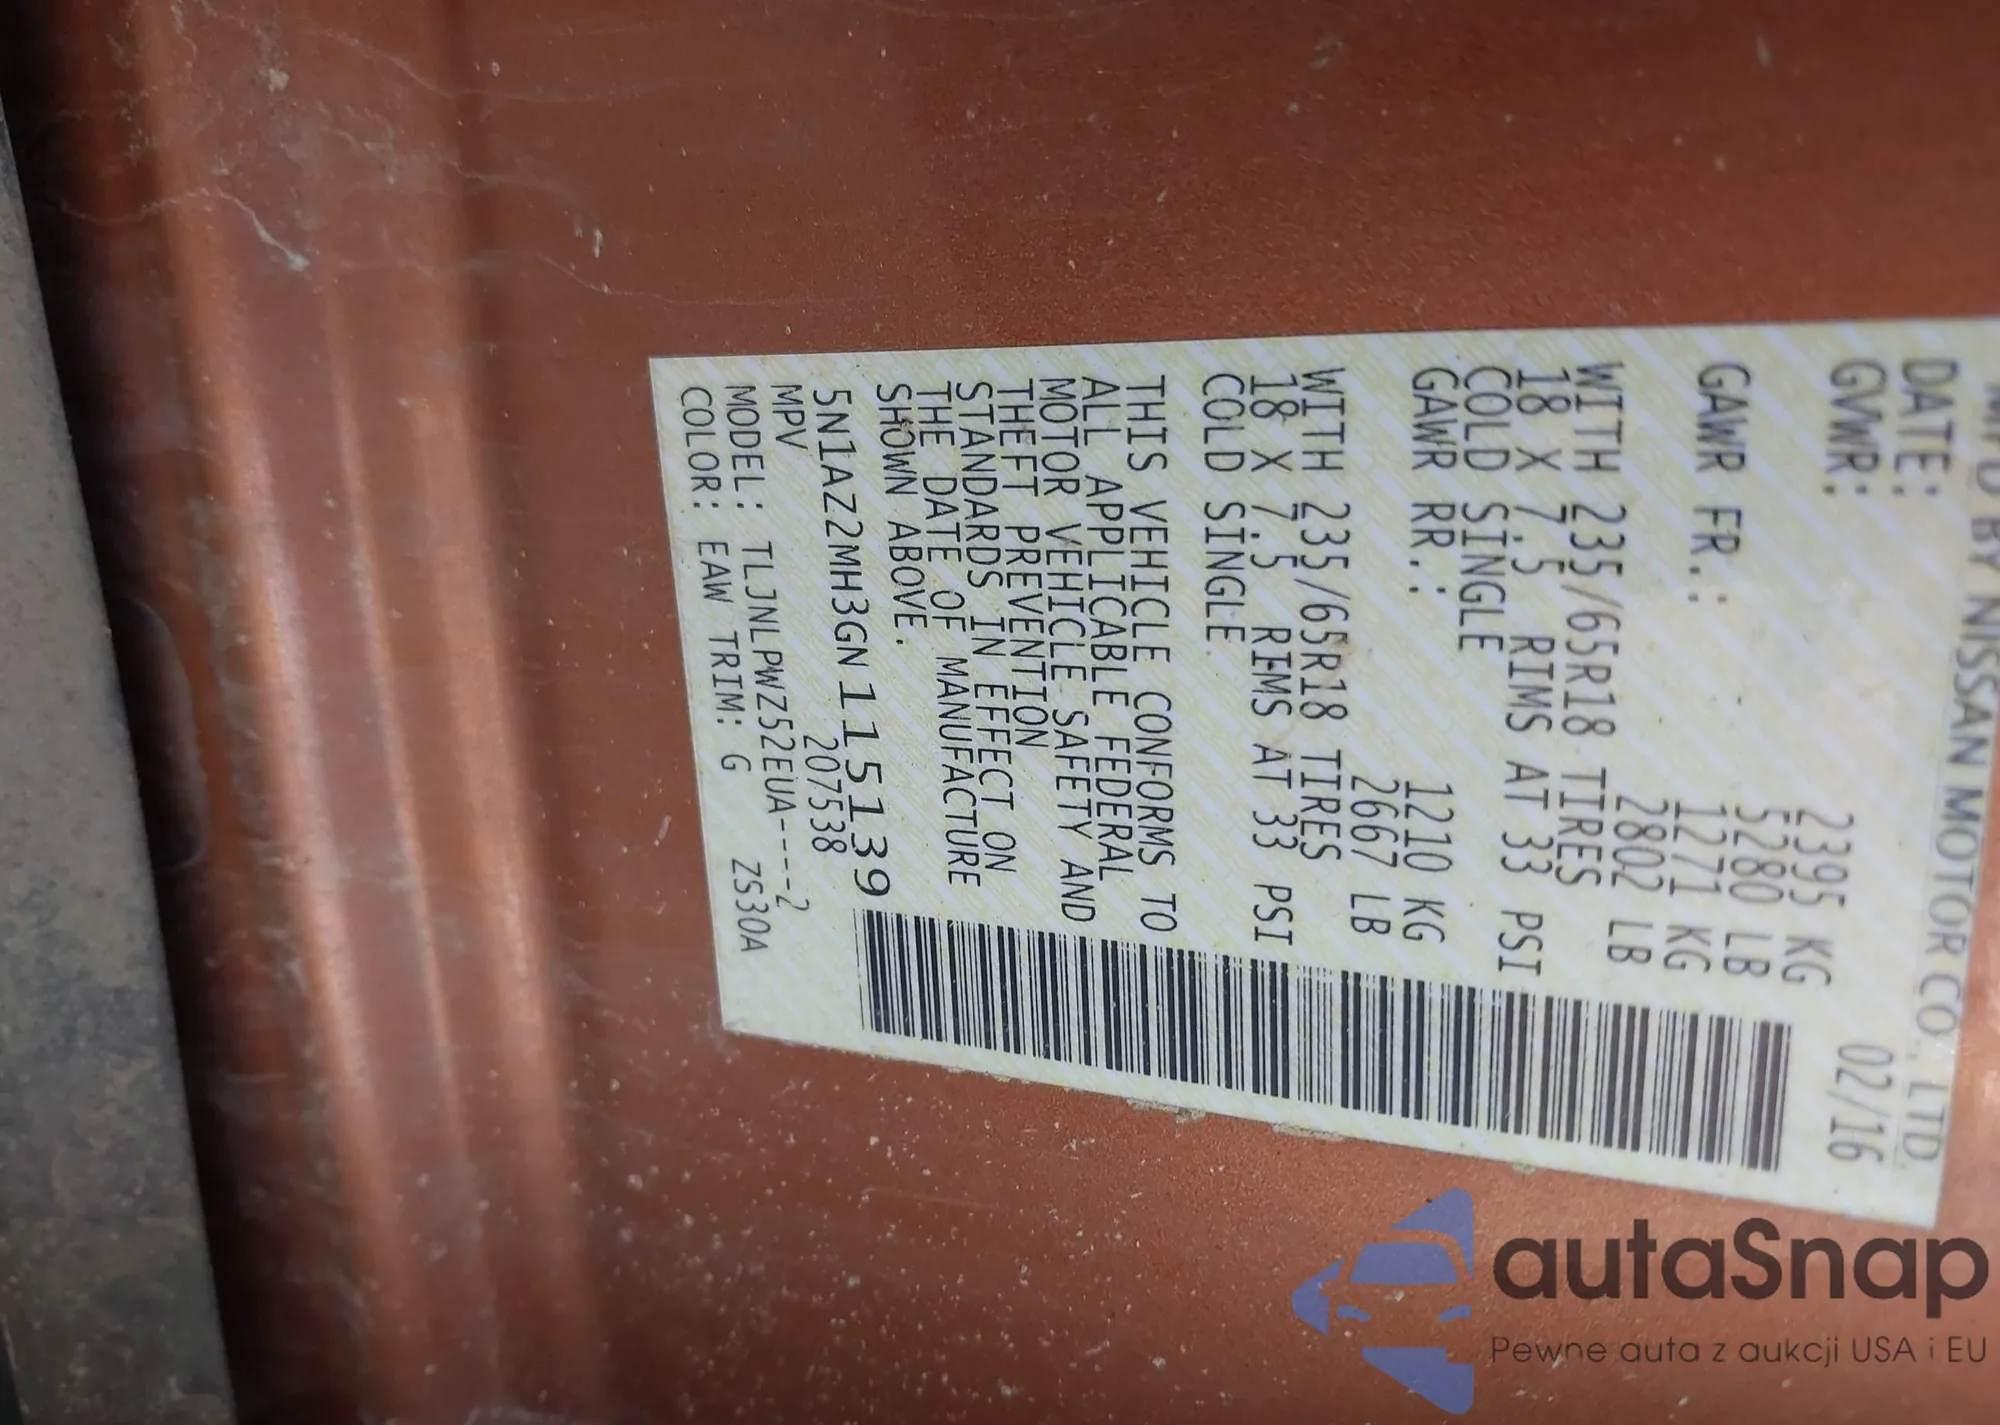 MFD BY NISSAN MOTOR CO., LTD.
DATE: 02/16
GVWR: 2395 KG
5280 LB
GAWR FR.: 1271 KG
2802 LB
WITH 235/65R18 TIRES
18 X 7.5 RIMS AT 33 PSI
COLD SINGLE
GAWR RR.: 1210 KG
2667 LB
WITH 235/65R18 TIRES
18 X 7.5 RIMS AT 33 PSI
COLD SINGLE
THIS VEHICLE CONFORMS TO
ALL APPLICABLE FEDERAL
MOTOR VEHICLE SAFETY AND
THEFT PREVENTION
STANDARDS IN EFFECT ON
THE DATE OF MANUFACTURE
SHOWN ABOVE.
5N1AZ2MH3GN115139
MPV 207538
MODEL: TLJNLPWZ52EUA----2
COLOR: EAW TRIM: G ZS30A
autaSnap
Pewne auta z aukcji USA i EU